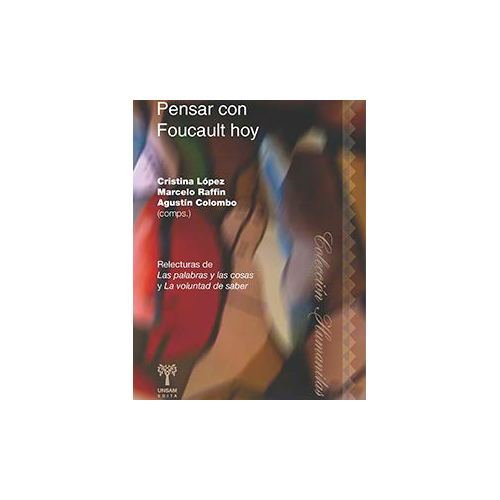 Pensar con
Foucault hoy
Cristina López
Marcelo Raffin
Agustín Colombo
(comps.)
Relecturas de
Las palabras y las cosas
y La voluntad de saber
Colección Humanitas
UNSAM
EDITA